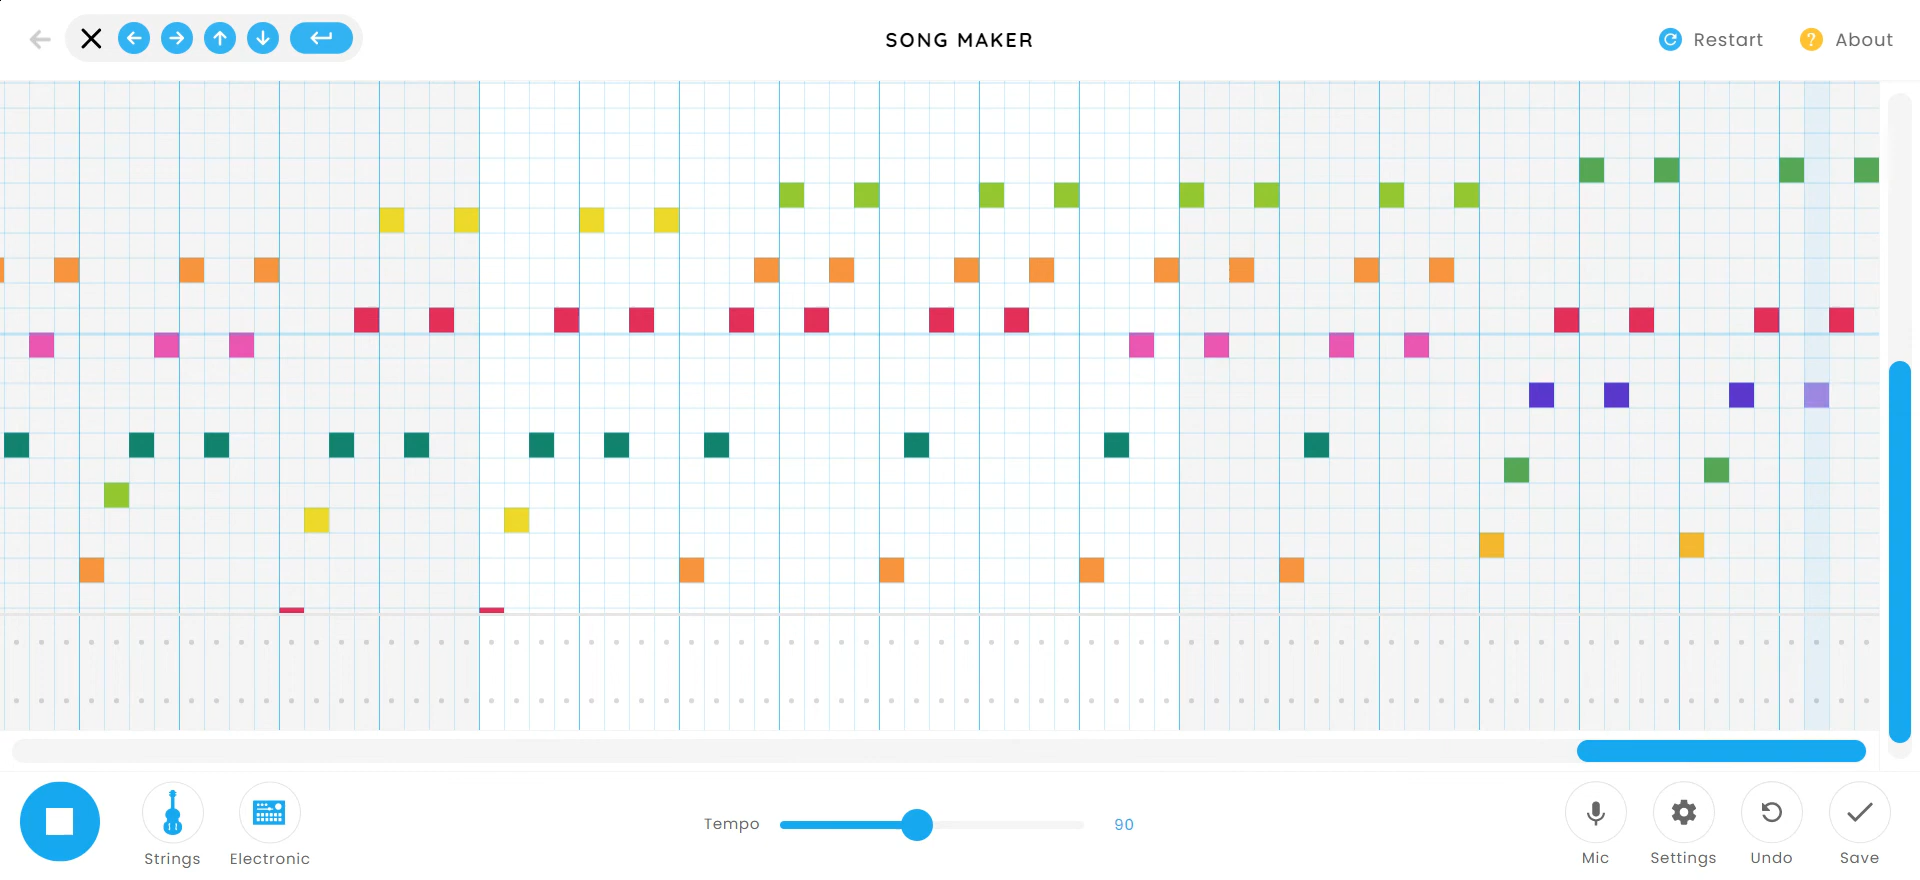 SONG MAKER
Restart
? About
Strings
Electronic
Tempo
90
Mic
Settings
Undo
Save